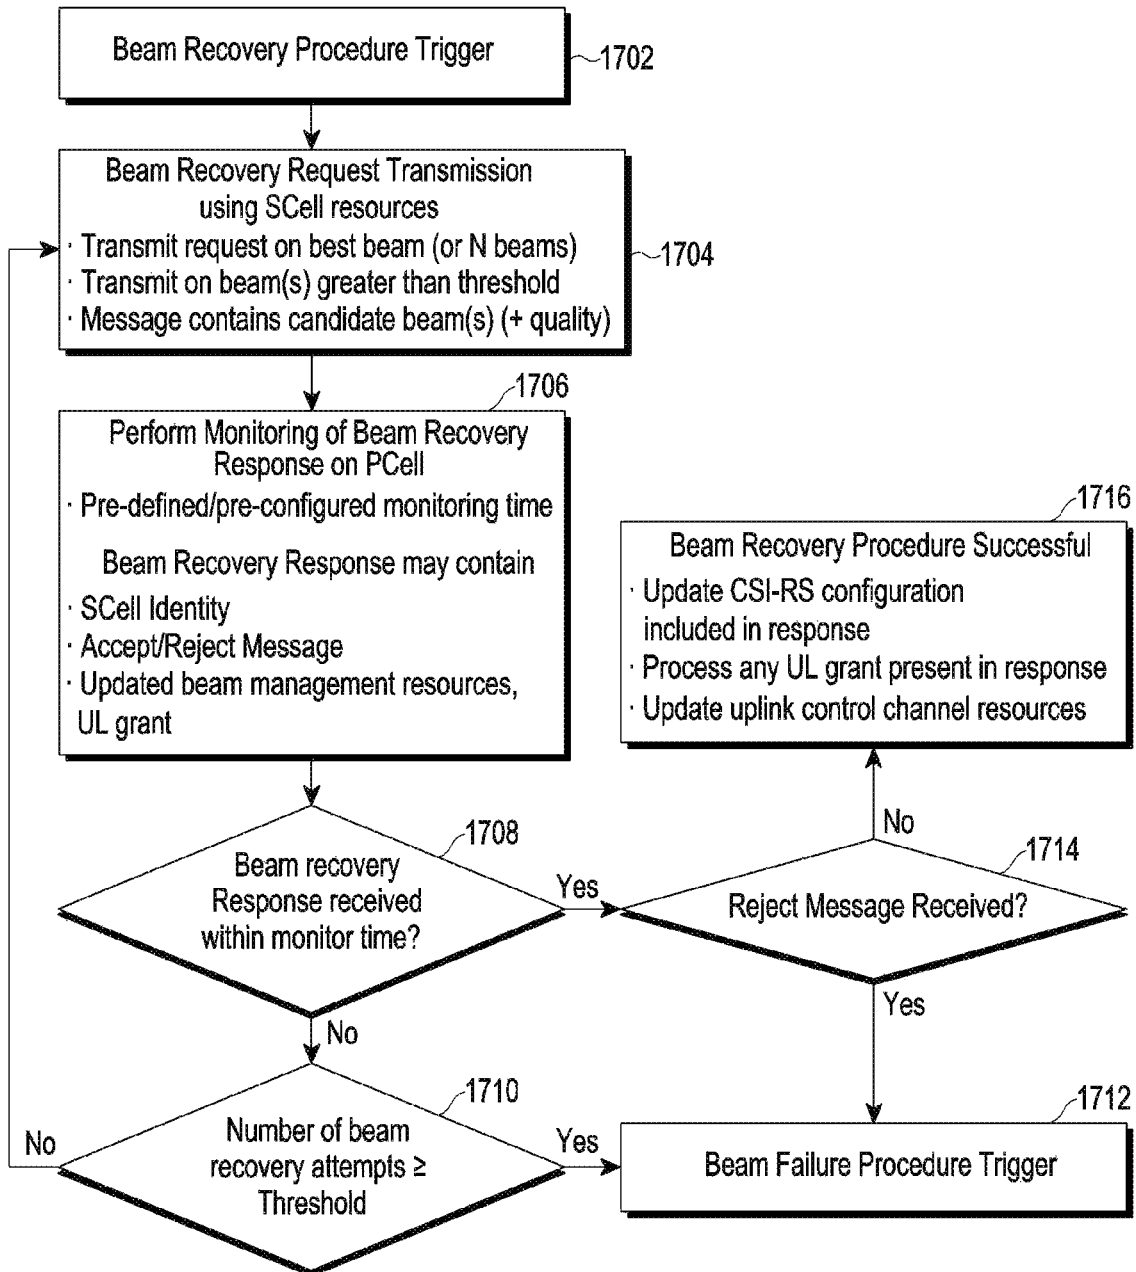 Beam Recovery Procedure Trigger
1702
Beam Recovery Request Transmission
using SCell resources
· Transmit request on best beam (or N beams)
· Transmit on beam(s) greater than threshold
· Message contains candidate beam(s) (+ quality)
1704
1706
Perform Monitoring of Beam Recovery
Response on PCell
· Pre-defined/pre-configured monitoring time
Beam Recovery Response may contain
· SCell Identity
· Accept/Reject Message
· Updated beam management resources,
UL grant
1716
Beam Recovery Procedure Successful
· Update CSI-RS configuration
included in response
· Process any UL grant present in response
· Update uplink control channel resources
1708
Beam recovery
Response received
within monitor time?
Yes
No
1714
Reject Message Received?
No
Yes
1710
Number of beam
recovery attempts ≥
Threshold
No
Yes
1712
Beam Failure Procedure Trigger